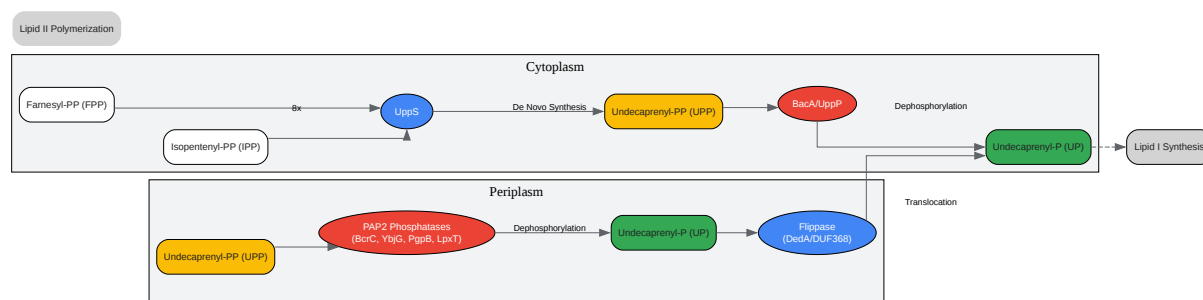 Lipid II Polymerization
Cytoplasm
Farnesyl-PP (FPP)
8x
UppS
De Novo Synthesis
Undecaprenyl-PP (UPP)
BacA/UppP
Dephosphorylation
Isopentenyl-PP (IPP)
Undecaprenyl-P (UP)
Lipid I Synthesis
Periplasm
Translocation
PAP2 Phosphatases
(BcrC, YbjG, PgpB, LpxT)
Dephosphorylation
Undecaprenyl-P (UP)
Flippase
(DedA/DUF368)
Undecaprenyl-PP (UPP)